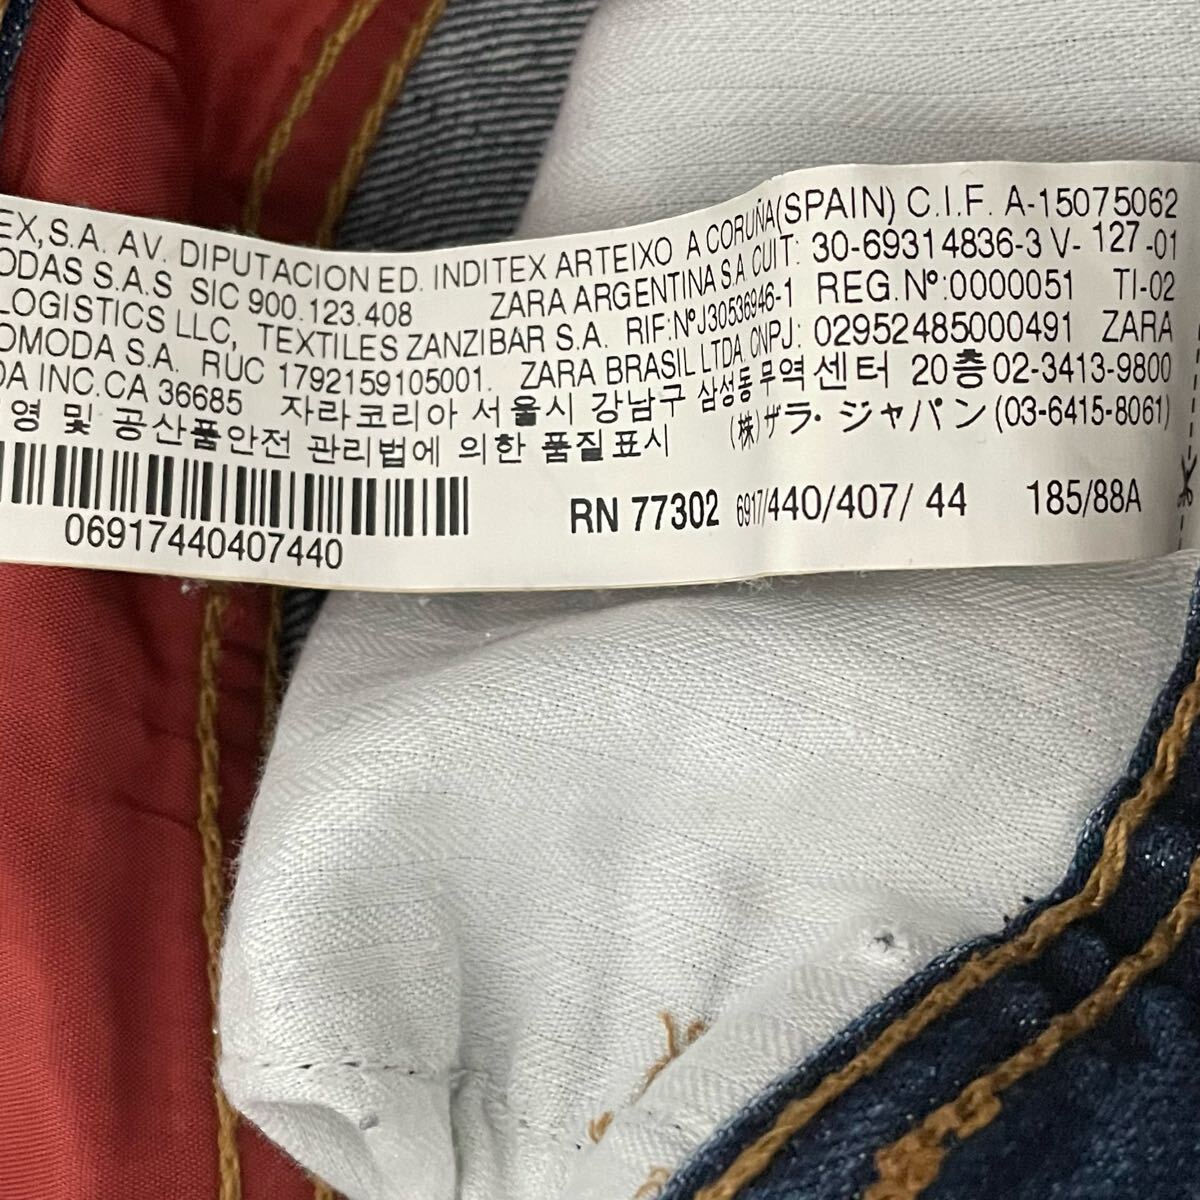 EX,S.A. AV. DIPUTACION ED. INDITEX ARTEIXO A CORUÑA(SPAIN) C.I.F. A-15075062
ODAS S.A.S SIC 900.123.408 ZARA ARGENTINA S.A. CUIT: 30-69314836-3 V- 127 -01
LOGISTICS LLC, TEXTILES ZANZIBAR S.A. RIF:NºJ30536946-1 REG.Nº:0000051 TI-02
OMODA S.A. RUC 1792159105001. ZARA BRASIL LTDA. CNPJ: 02952485000491 ZARA
DA INC.CA 36685 자라코리아 서울시 강남구 삼성동 무역센터 20층02-3413-9800
영 및 공산품안전 관리법에 의한 품질표시 (株)ザラ・ジャパン(03-6415-8061)
06917440407440 RN 77302 6917/440/407/ 44 185/88A